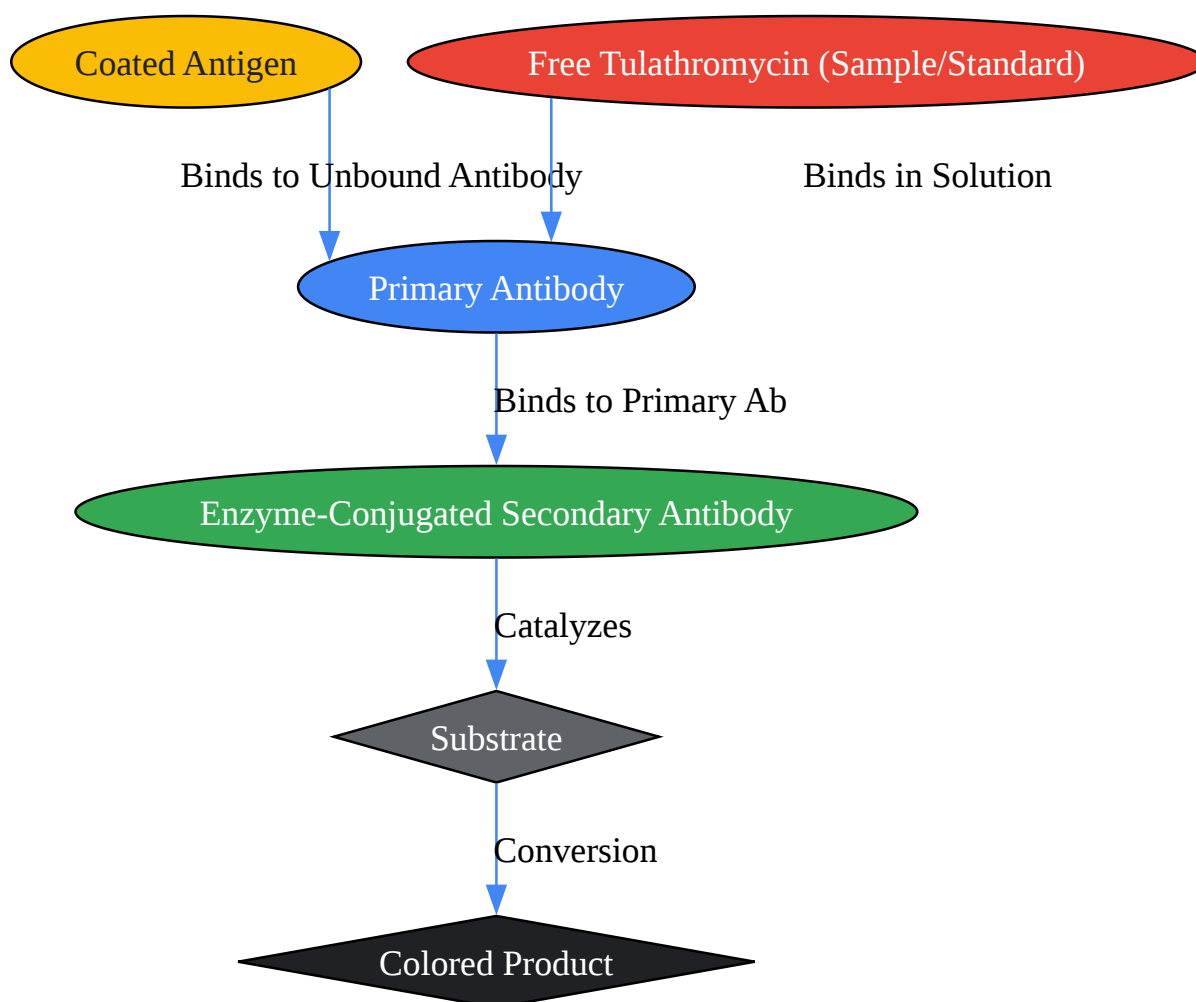 Coated Antigen
Free Tulathromycin (Sample/Standard)
Binds to Unbound Antibody
Binds in Solution
Primary Antibody
Binds to Primary Ab
Enzyme-Conjugated Secondary Antibody
Catalyzes
Substrate
Conversion
Colored Product